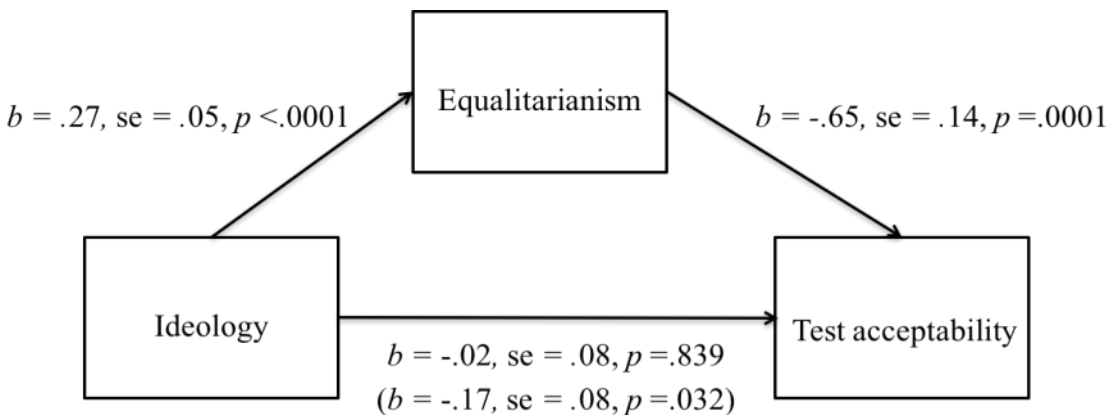 Equalitarianism
b = .27, se = .05, p <.0001
b = -.65, se = .14, p =.0001
Ideology
Test acceptability
b = -.02, se = .08, p =.839
(b = -.17, se = .08, p =.032)